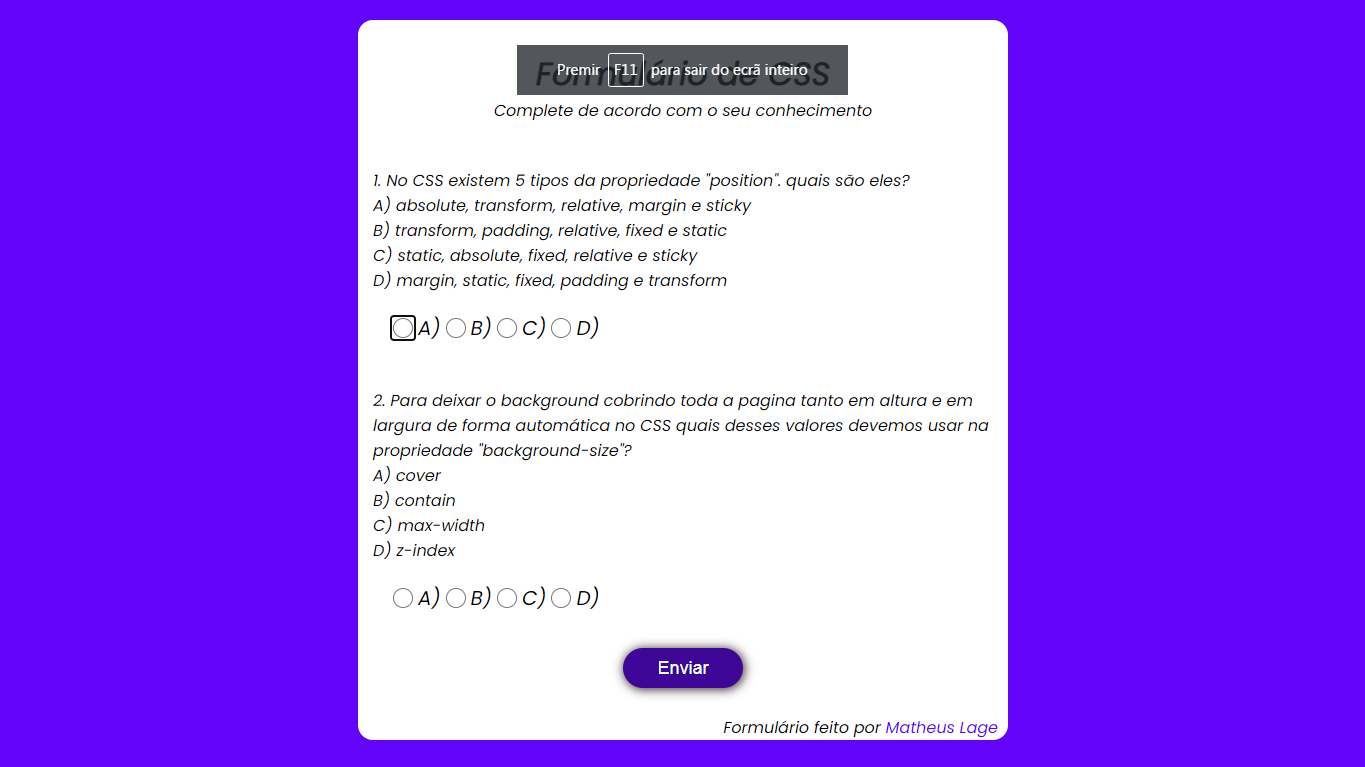 Formulário de CSS
Premir F11 para sair do ecrã inteiro
Complete de acordo com o seu conhecimento
1. No CSS existem 5 tipos da propriedade "position". quais são eles?
A) absolute, transform, relative, margin e sticky
B) transform, padding, relative, fixed e static
C) static, absolute, fixed, relative e sticky
D) margin, static, fixed, padding e transform
A) B) C) D)
2. Para deixar o background cobrindo toda a pagina tanto em altura e em
largura de forma automática no CSS quais desses valores devemos usar na
propriedade "background-size"?
A) cover
B) contain
C) max-width
D) z-index
A) B) C) D)
Enviar
Formulário feito por Matheus Lage